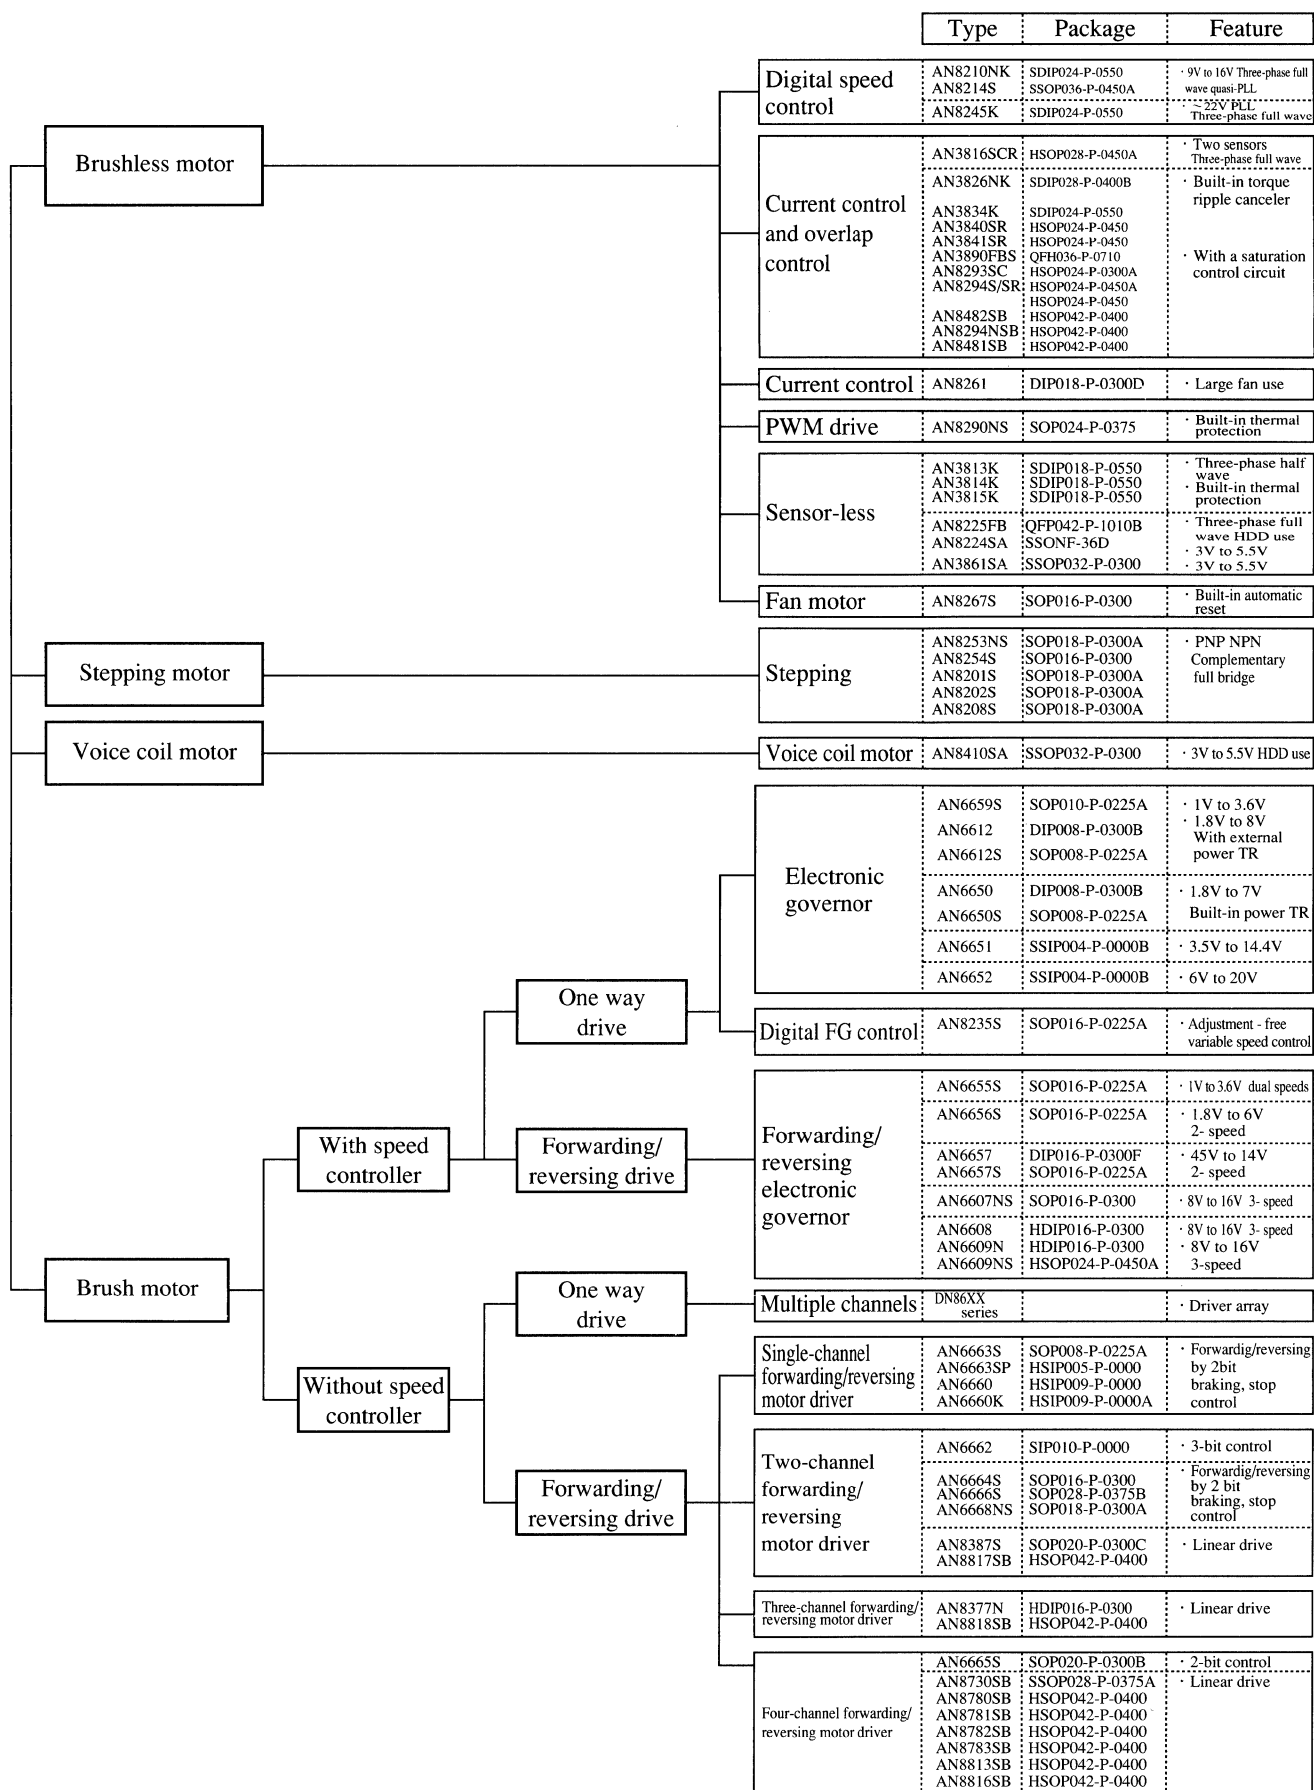 Type Package Feature
Brushless motor
Digital speed
control
AN8210NK SDIP024-P-0550 · 9V to 16V Three-phase full
AN8214S SSOP036-P-0450A wave quasi-PLL
AN8245K SDIP024-P-0550 · ~22V PLL
Three-phase full wave
Current control
and overlap
control
AN3816SCR HSOP028-P-0450A · Two sensors
Three-phase full wave
AN3826NK SDIP028-P-0400B · Built-in torque
ripple canceler
AN3834K SDIP024-P-0550
AN3840SR HSOP024-P-0450
AN3841SR HSOP024-P-0450
AN3890FBS QFH036-P-0710 · With a saturation
AN8293SC HSOP024-P-0300A control circuit
AN8294S/SR HSOP024-P-0450A
HSOP024-P-0450
AN8482SB HSOP042-P-0400
AN8294NSB HSOP042-P-0400
AN8481SB HSOP042-P-0400
Current control AN8261 DIP018-P-0300D · Large fan use
PWM drive AN8290NS SOP024-P-0375 · Built-in thermal
protection
Sensor-less
AN3813K SDIP018-P-0550 · Three-phase half
wave
AN3814K SDIP018-P-0550 · Built-in thermal
AN3815K SDIP018-P-0550 protection
AN8225FB QFP042-P-1010B · Three-phase full
AN8224SA SSONF-36D wave HDD use
· 3V to 5.5V
AN3861SA SSOP032-P-0300 · 3V to 5.5V
Fan motor AN8267S SOP016-P-0300 · Built-in automatic
reset
Stepping motor
Stepping
AN8253NS SOP018-P-0300A · PNP NPN
AN8254S SOP016-P-0300 Complementary
AN8201S SOP018-P-0300A full bridge
AN8202S SOP018-P-0300A
AN8208S SOP018-P-0300A
Voice coil motor
Voice coil motor AN8410SA SSOP032-P-0300 · 3V to 5.5V HDD use
Brush motor
With speed
controller
One way
drive
Electronic
governor
AN6659S SOP010-P-0225A · 1V to 3.6V
· 1.8V to 8V
AN6612 DIP008-P-0300B With external
AN6612S SOP008-P-0225A power TR
AN6650 DIP008-P-0300B · 1.8V to 7V
AN6650S SOP008-P-0225A Built-in power TR
AN6651 SSIP004-P-0000B · 3.5V to 14.4V
AN6652 SSIP004-P-0000B · 6V to 20V
Digital FG control AN8235S SOP016-P-0225A · Adjustment - free
variable speed control
Forwarding/
reversing drive
Forwarding/
reversing
electronic
governor
AN6655S SOP016-P-0225A · 1V to 3.6V dual speeds
AN6656S SOP016-P-0225A · 1.8V to 6V
2- speed
AN6657 DIP016-P-0300F · 45V to 14V
AN6657S SOP016-P-0225A 2- speed
AN6607NS SOP016-P-0300 · 8V to 16V 3- speed
AN6608 HDIP016-P-0300 · 8V to 16V 3- speed
AN6609N HDIP016-P-0300 · 8V to 16V
AN6609NS HSOP024-P-0450A 3-speed
Without speed
controller
One way
drive
Multiple channels DN86XX
series · Driver array
Forwarding/
reversing drive
Single-channel
forwarding/reversing
motor driver
AN6663S SOP008-P-0225A · Forwardig/reversing
AN6663SP HSIP005-P-0000 by 2bit
AN6660 HSIP009-P-0000 braking, stop
AN6660K HSIP009-P-0000A control
Two-channel
forwarding/
reversing
motor driver
AN6662 SIP010-P-0000 · 3-bit control
· Forwardig/reversing
AN6664S SOP016-P-0300 by 2 bit
AN6666S SOP028-P-0375B braking, stop
AN6668NS SOP018-P-0300A control
AN8387S SOP020-P-0300C · Linear drive
AN8817SB HSOP042-P-0400
Three-channel forwarding/
reversing motor driver
AN8377N HDIP016-P-0300 · Linear drive
AN8818SB HSOP042-P-0400
Four-channel forwarding/
reversing motor driver
AN6665S SOP020-P-0300B · 2-bit control
AN8730SB SSOP028-P-0375A · Linear drive
AN8780SB HSOP042-P-0400
AN8781SB HSOP042-P-0400
AN8782SB HSOP042-P-0400
AN8783SB HSOP042-P-0400
AN8813SB HSOP042-P-0400
AN8816SB HSOP042-P-0400